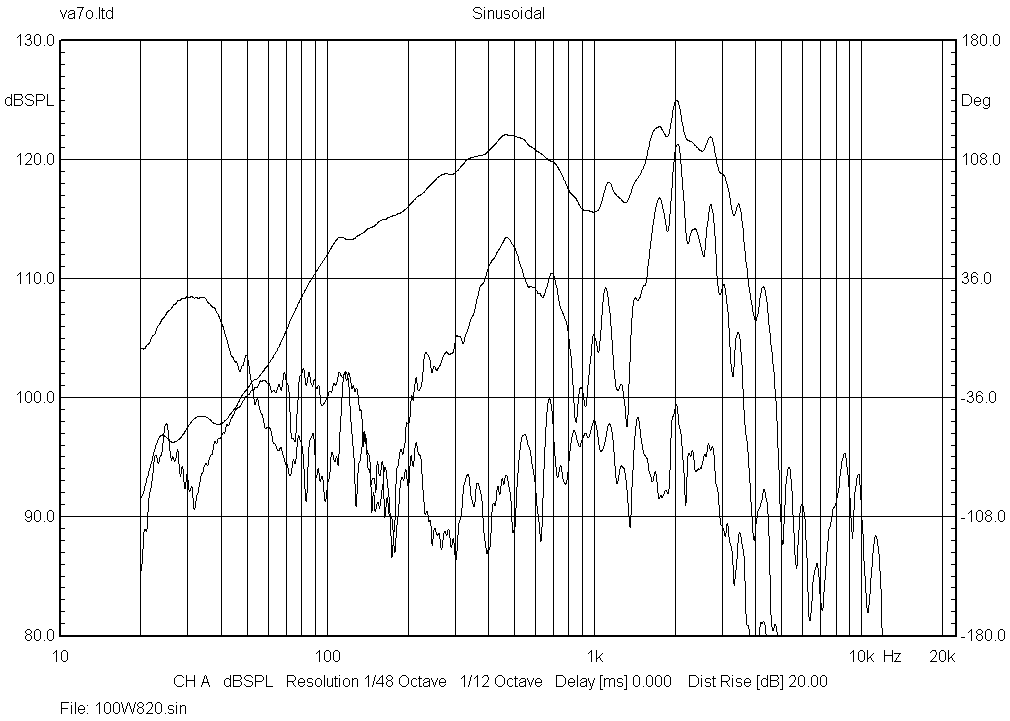 va7o.ltd
Sinusoidal
130.0
180.0
dBSPL
Deg
120.0
108.0
110.0
36.0
100.0
-36.0
90.0
-108.0
80.0
-180.0
10
100
1k
10k Hz
20k
CH A dBSPL Resolution 1/48 Octave 1/12 Octave Delay [ms] 0.000 Dist Rise [dB] 20.00
File: 100W820.sin